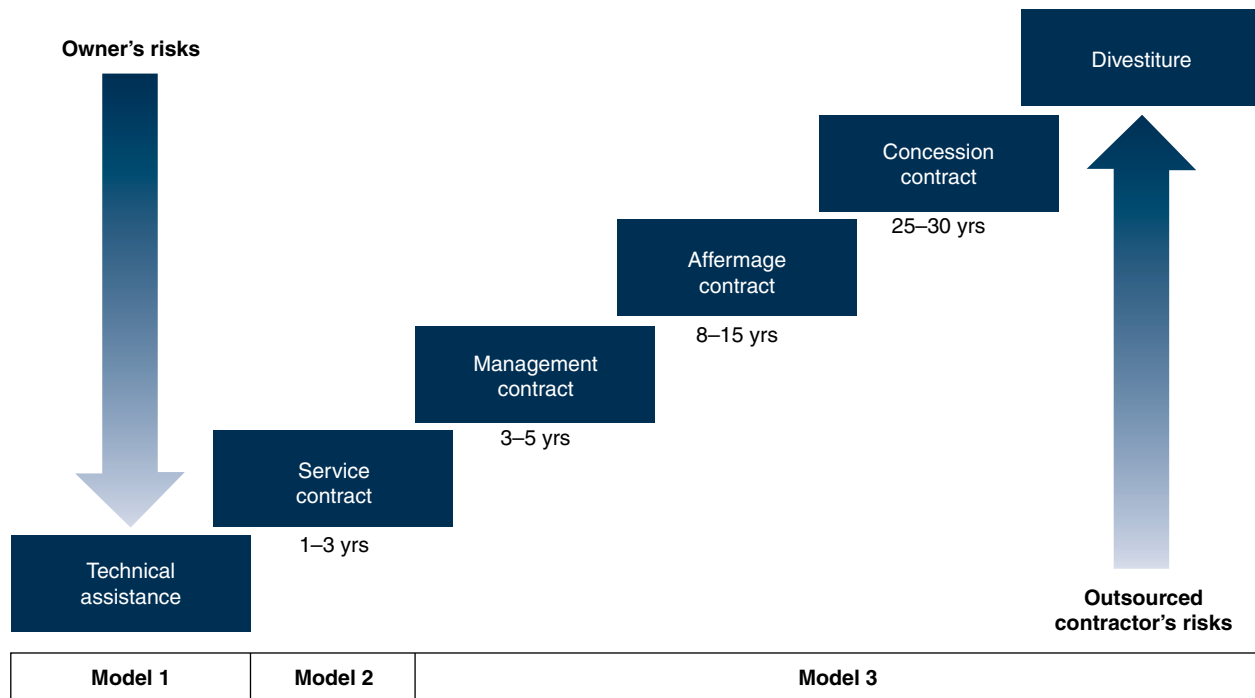 Owner’s risks
Divestiture
Concession
contract
25–30 yrs
Affermage
contract
8–15 yrs
Management
contract
3–5 yrs
Service
contract
1–3 yrs
Technical
assistance
Outsourced
contractor’s risks
Model 1
Model 2
Model 3